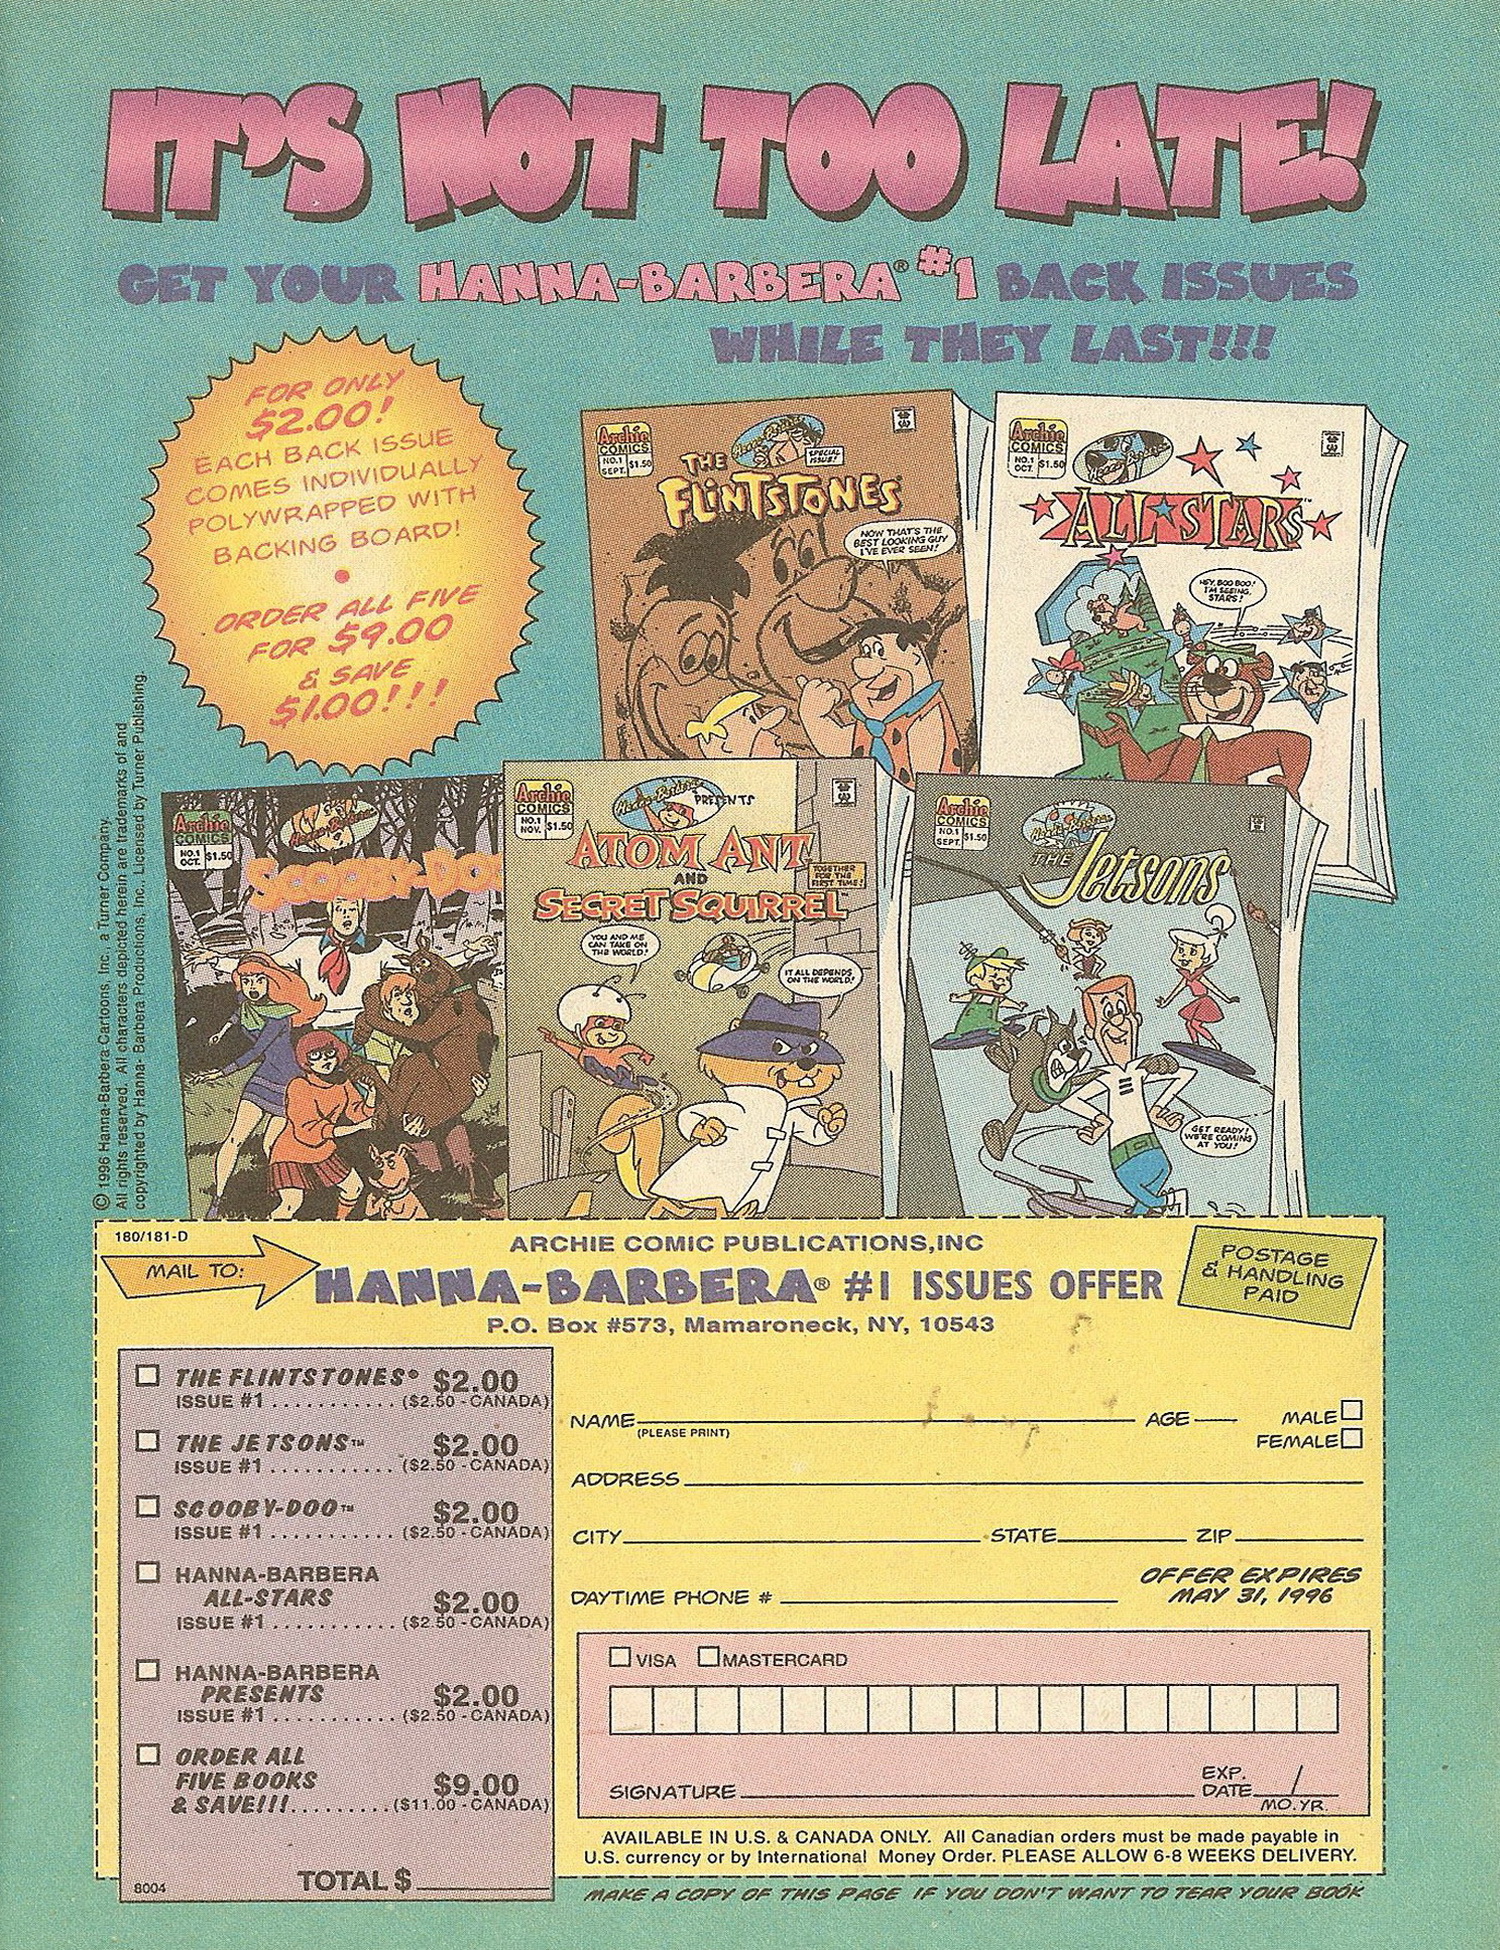 IT'S NOT TOO LATE!
GET YOUR HANNA-BARBERA® #1 BACK ISSUES
WHILE THEY LAST!!!
FOR ONLY
$2.00!
EACH BACK ISSUE
COMES INDIVIDUALLY
POLYWRAPPED WITH
BACKING BOARD!
•
ORDER ALL FIVE
FOR $9.00
& SAVE
$1.00!!!
Archie
COMICS
NO.1
SEPT.
$1.50
Hanna-Barbera
SPECIAL
ISSUE!
THE
FLINTSTONES
NOW THAT'S THE
BEST LOOKING GUY
I'VE EVER SEEN!
Archie
COMICS
NO.1
OCT.
$1.50
Hanna-Barbera
ALL★STARS™
HEY, BOO BOO!
I'M SEEING
STARS!
Archie
COMICS
NO.1
OCT.
$1.50
Hanna-Barbera
SCOOBY-DOO
Archie
COMICS
NO.1
NOV.
$1.50
Hanna-Barbera
PRESENTS
ATOM ANT
AND
SECRET SQUIRREL™
TOGETHER
FOR THE
FIRST TIME!
YOU AND ME
CAN TAKE ON
THE WORLD!
IT ALL DEPENDS
ON THE WORLD!
Archie
COMICS
NO.1
SEPT.
$1.50
Hanna-Barbera
THE
Jetsons
GET READY!
WE'RE COMING
AT YOU!
© 1996 Hanna-Barbera Cartoons, Inc., a Turner Company.
All rights reserved. All characters depicted herein are trademarks of and
copyrighted by Hanna- Barbera Productions, Inc. Licensed by Turner Publishing.
180/181-D
MAIL TO:
ARCHIE COMIC PUBLICATIONS,INC
HANNA-BARBERA® #1 ISSUES OFFER
P.O. Box #573, Mamaroneck, NY, 10543
POSTAGE
& HANDLING
PAID
THE FLINTSTONES® $2.00
ISSUE #1 ........... ($2.50 - CANADA)
THE JETSONS™ $2.00
ISSUE #1 ........... ($2.50 - CANADA)
SCOOBY-DOO™ $2.00
ISSUE #1 ........... ($2.50 - CANADA)
HANNA-BARBERA
ALL-STARS $2.00
ISSUE #1 ........... ($2.50 - CANADA)
HANNA-BARBERA
PRESENTS $2.00
ISSUE #1 ........... ($2.50 - CANADA)
ORDER ALL
FIVE BOOKS $9.00
& SAVE!!!......... ($11.00 - CANADA)
8004
TOTAL $
NAME AGE MALE
(PLEASE PRINT)
FEMALE
ADDRESS
CITY STATE ZIP
DAYTIME PHONE #
OFFER EXPIRES
MAY 31, 1996
VISA MASTERCARD
SIGNATURE
EXP.
DATE /
MO.YR.
AVAILABLE IN U.S. & CANADA ONLY. All Canadian orders must be made payable in
U.S. currency or by International Money Order. PLEASE ALLOW 6-8 WEEKS DELIVERY.
MAKE A COPY OF THIS PAGE IF YOU DON'T WANT TO TEAR YOUR BOOK